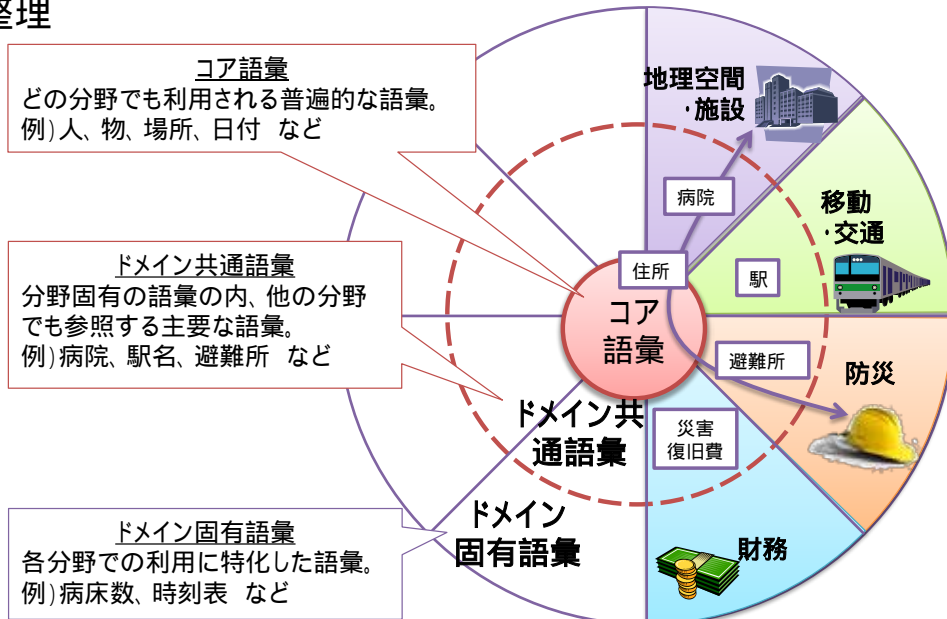 整理
コア語彙
どの分野でも利用される普遍的な語彙。
例)人、物、場所、日付 など
ドメイン共通語彙
分野固有の語彙の内、他の分野
でも参照する主要な語彙。
例)病院、駅名、避難所 など
ドメイン固有語彙
各分野での利用に特化した語彙。
例)病床数、時刻表 など
地理空間
・施設
病院
移動
・交通
住所
駅
コア
語彙
避難所
防災
ドメイン共
通語彙
災害
復旧費
ドメイン
固有語彙
財務